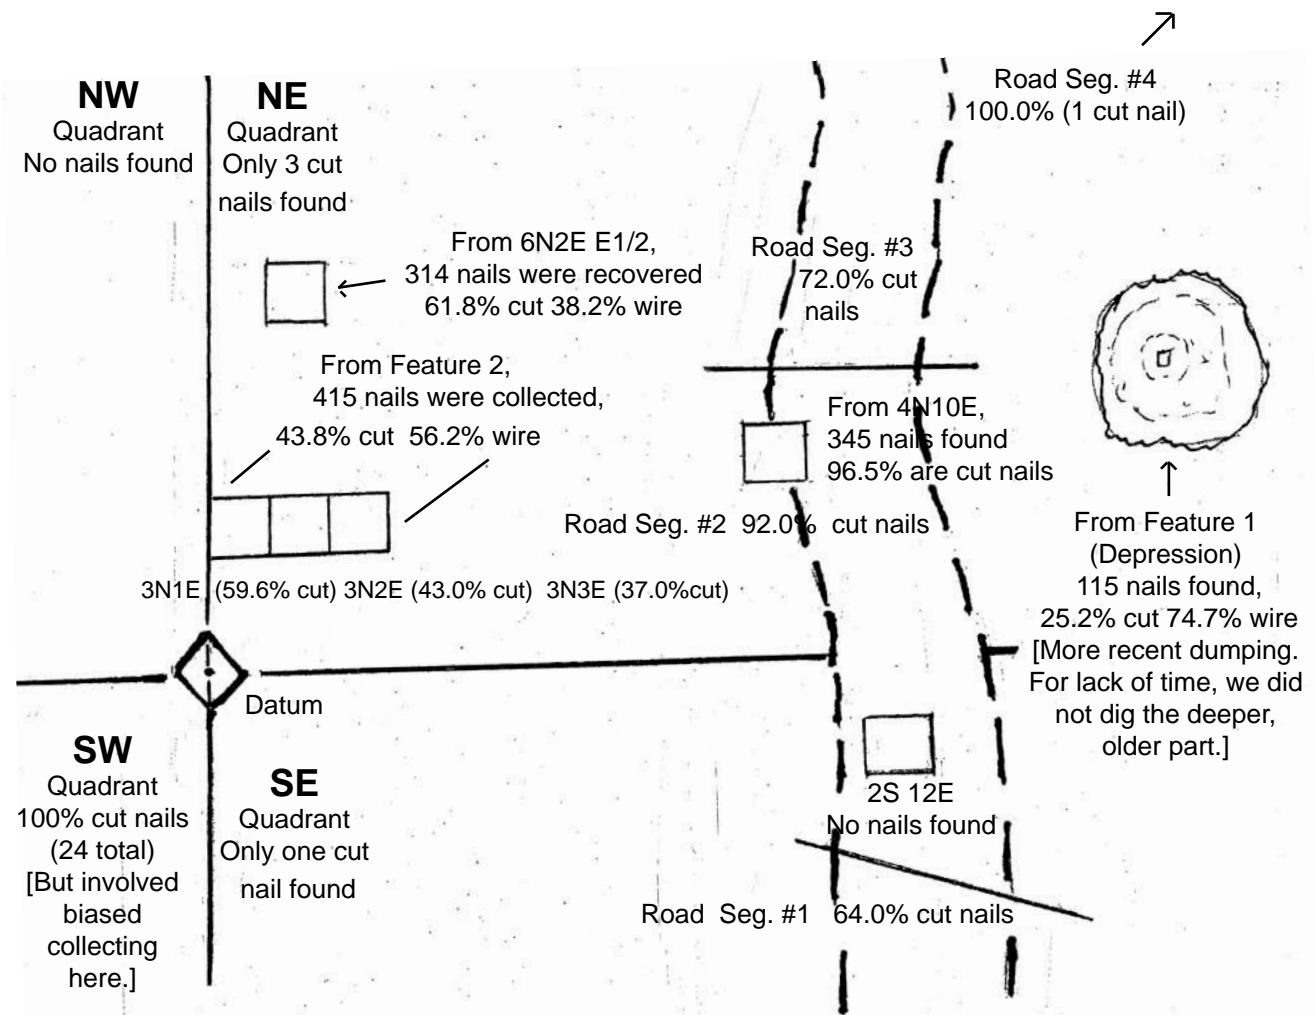 Road Seg. #4
100.0% (1 cut nail)
NW
Quadrant
No nails found
NE
Quadrant
Only 3 cut
nails found
From 6N2E E1/2,
314 nails were recovered
61.8% cut 38.2% wire
Road Seg. #3
72.0% cut
nails
From Feature 2,
415 nails were collected,
43.8% cut 56.2% wire
From 4N10E,
345 nails found
96.5% are cut nails
Road Seg. #2 92.0% cut nails
3N1E (59.6% cut) 3N2E (43.0% cut) 3N3E (37.0%cut)
From Feature 1
(Depression)
115 nails found,
25.2% cut 74.7% wire
[More recent dumping.
For lack of time, we did
not dig the deeper,
older part.]
Datum
SW
Quadrant
100% cut nails
(24 total)
[But involved
biased
collecting
here.]
SE
Quadrant
Only one cut
nail found
2S 12E
No nails found
Road Seg. #1 64.0% cut nails